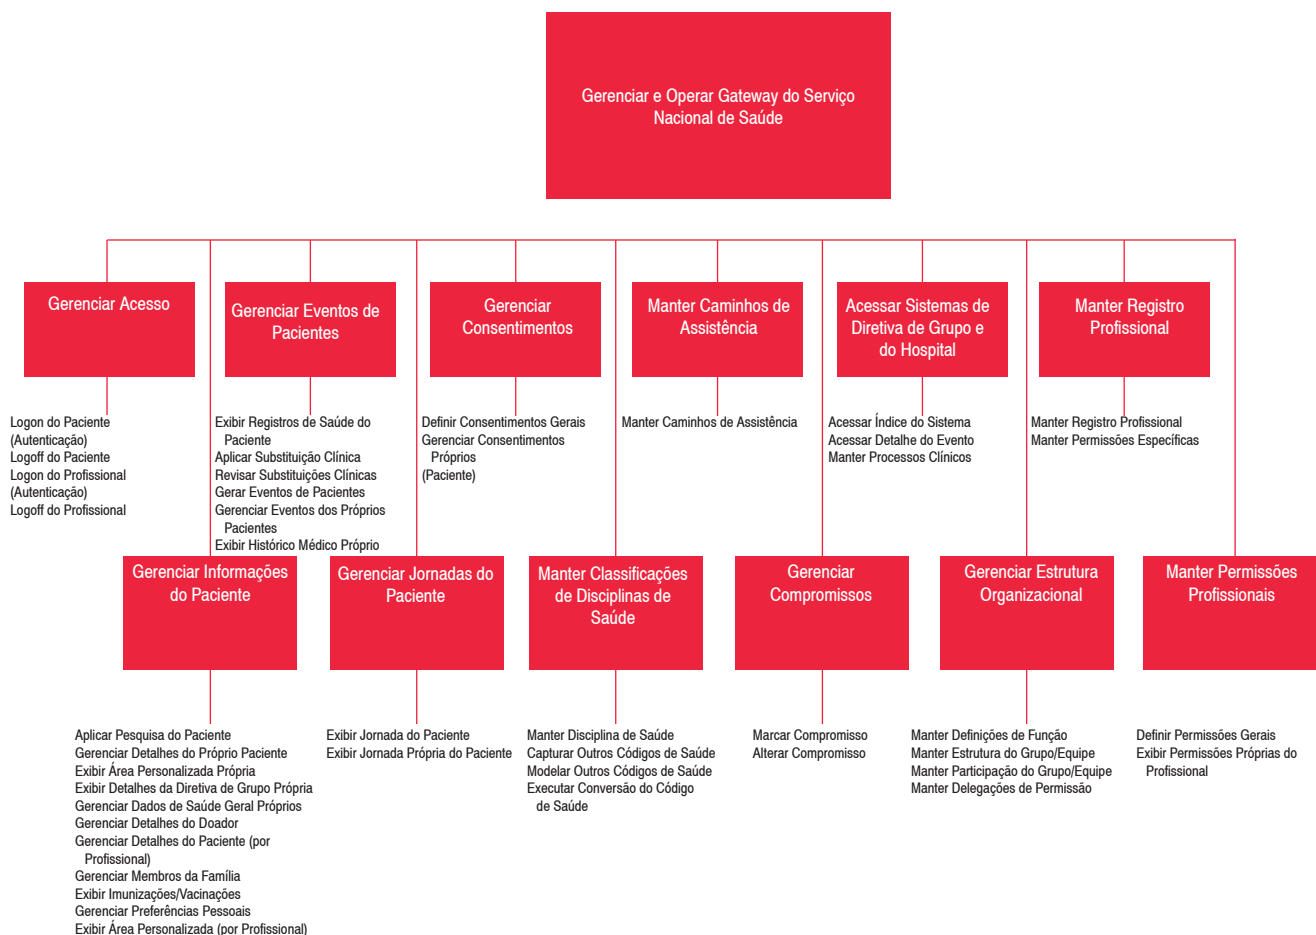 Gerenciar e Operar Gateway do Serviço
Nacional de Saúde
Gerenciar Acesso
Gerenciar Eventos de
Pacientes
Gerenciar
Consentimentos
Manter Caminhos de
Assistência
Acessar Sistemas de
Diretiva de Grupo e
do Hospital
Manter Registro
Profissional
Logon do Paciente
(Autenticação)
Logoff do Paciente
Logon do Profissional
(Autenticação)
Logoff do Profissional
Exibir Registros de Saúde do
Paciente
Aplicar Substituição Clínica
Revisar Substituições Clínicas
Gerar Eventos de Pacientes
Gerenciar Eventos dos Próprios
Pacientes
Exibir Histórico Médico Próprio
Definir Consentimentos Gerais
Gerenciar Consentimentos
Próprios
(Paciente)
Manter Caminhos de Assistência
Acessar Índice do Sistema
Acessar Detalhe do Evento
Manter Processos Clínicos
Manter Registro Profissional
Manter Permissões Específicas
Gerenciar Informações
do Paciente
Gerenciar Jornadas do
Paciente
Manter Classificações
de Disciplinas de
Saúde
Gerenciar
Compromissos
Gerenciar Estrutura
Organizacional
Manter Permissões
Profissionais
Aplicar Pesquisa do Paciente
Gerenciar Detalhes do Próprio Paciente
Exibir Área Personalizada Própria
Exibir Detalhes da Diretiva de Grupo Própria
Gerenciar Dados de Saúde Geral Próprios
Gerenciar Detalhes do Doador
Gerenciar Detalhes do Paciente (por
Profissional)
Gerenciar Membros da Família
Exibir Imunizações/Vacinações
Gerenciar Preferências Pessoais
Exibir Área Personalizada (por Profissional)
Exibir Jornada do Paciente
Exibir Jornada Própria do Paciente
Manter Disciplina de Saúde
Capturar Outros Códigos de Saúde
Modelar Outros Códigos de Saúde
Executar Conversão do Código
de Saúde
Marcar Compromisso
Alterar Compromisso
Manter Definições de Função
Manter Estrutura do Grupo/Equipe
Manter Participação do Grupo/Equipe
Manter Delegações de Permissão
Definir Permissões Gerais
Exibir Permissões Próprias do
Profissional